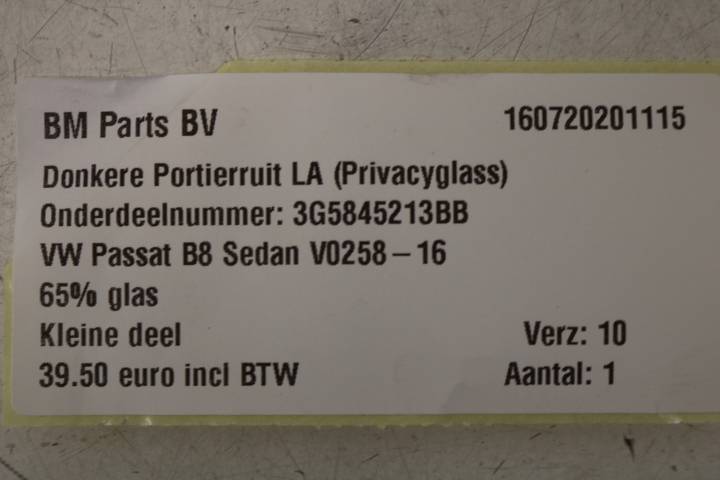 BM Parts BV 160720201115
Donkere Portierruit LA (Privacyglass)
Onderdeelnummer: 3G5845213BB
VW Passat B8 Sedan V0258-16
65% glas
Kleine deel Verz: 10
39.50 euro incl BTW Aantal: 1